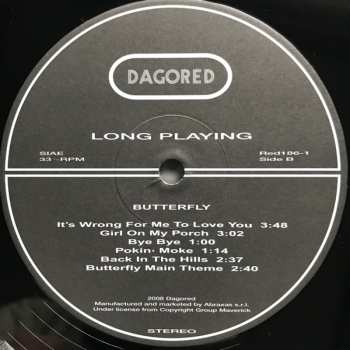 DAGORED
LONG PLAYING
SIAE
33 -RPM
Red186-1
Side B
BUTTERFLY
It's Wrong For Me To Love You 3:48
Girl On My Porch 3:02
Bye Bye 1:00
Pokin- Moke 1:14
Back In The Hills 2:37
Butterfly Main Theme 2:40
2008 Dagored
Manufactured and marketed by Abraxas s.r.l.
Under license from Copyright Group Maverick
STEREO